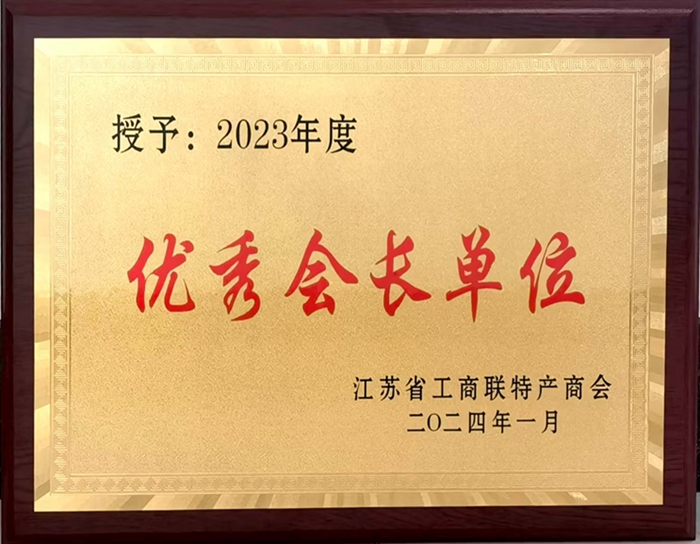 授予：2023年度
优秀会长单位
江苏省工商联特产商会
二〇二四年一月